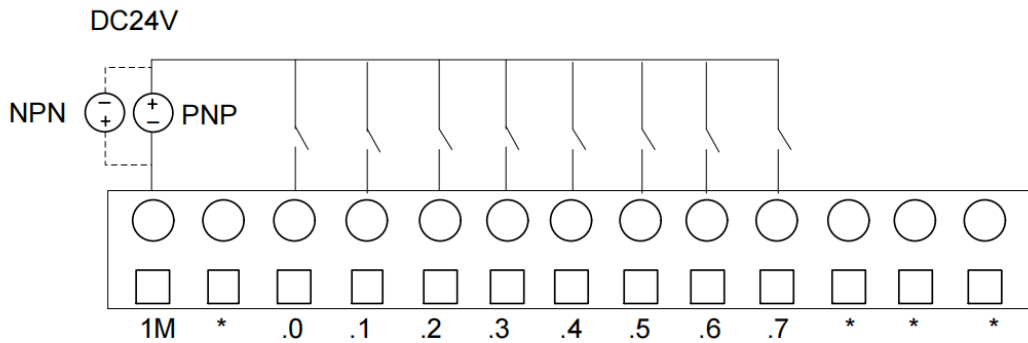 DC24V
NPN - + + - PNP
1M * .0 .1 .2 .3 .4 .5 .6 .7 * * *